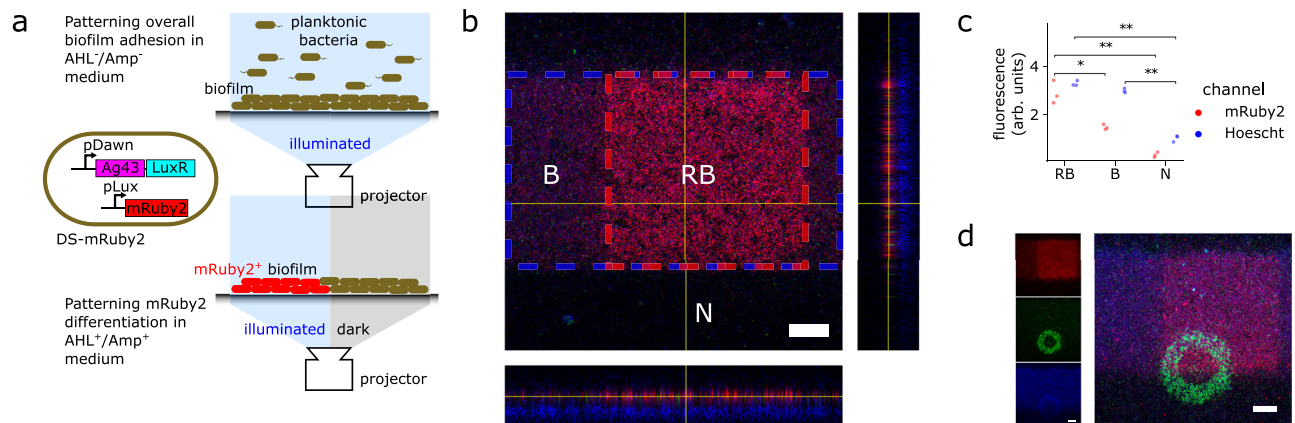 a
Patterning overall
biofilm adhesion in
AHL⁻/Amp⁻
medium
planktonic
bacteria
biofilm
illuminated
projector
pDawn
Ag43
LuxR
pLux
mRuby2
DS-mRuby2
mRuby2⁺ biofilm
Patterning mRuby2
differentiation in
AHL⁺/Amp⁺
medium
illuminated
dark
projector
b
B
RB
N
c
fluorescence
(arb. units)
4
2
**
**
*
**
RB
B
N
channel
mRuby2
Hoescht
d